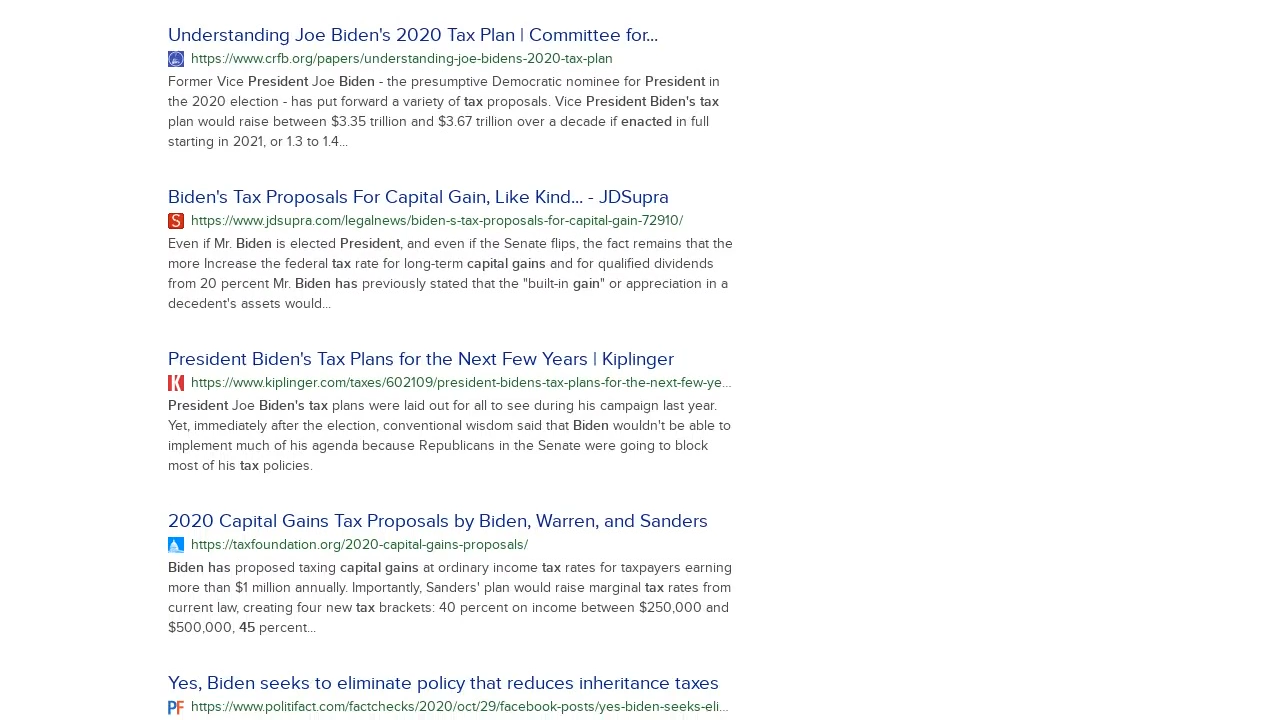 Understanding Joe Biden's 2020 Tax Plan | Committee for...
https://www.crfb.org/papers/understanding-joe-bidens-2020-tax-plan
Former Vice President Joe Biden - the presumptive Democratic nominee for President in
the 2020 election - has put forward a variety of tax proposals. Vice President Biden's tax
plan would raise between $3.35 trillion and $3.67 trillion over a decade if enacted in full
starting in 2021, or 1.3 to 1.4...
Biden's Tax Proposals For Capital Gain, Like Kind... - JDSupra
S https://www.jdsupra.com/legalnews/biden-s-tax-proposals-for-capital-gain-72910/
Even if Mr. Biden is elected President, and even if the Senate flips, the fact remains that the
more Increase the federal tax rate for long-term capital gains and for qualified dividends
from 20 percent Mr. Biden has previously stated that the "built-in gain" or appreciation in a
decedent's assets would...
President Biden's Tax Plans for the Next Few Years | Kiplinger
K https://www.kiplinger.com/taxes/602109/president-bidens-tax-plans-for-the-next-few-ye...
President Joe Biden's tax plans were laid out for all to see during his campaign last year.
Yet, immediately after the election, conventional wisdom said that Biden wouldn't be able to
implement much of his agenda because Republicans in the Senate were going to block
most of his tax policies.
2020 Capital Gains Tax Proposals by Biden, Warren, and Sanders
https://taxfoundation.org/2020-capital-gains-proposals/
Biden has proposed taxing capital gains at ordinary income tax rates for taxpayers earning
more than $1 million annually. Importantly, Sanders' plan would raise marginal tax rates from
current law, creating four new tax brackets: 40 percent on income between $250,000 and
$500,000, 45 percent...
Yes, Biden seeks to eliminate policy that reduces inheritance taxes
PF https://www.politifact.com/factchecks/2020/oct/29/facebook-posts/yes-biden-seeks-eli...